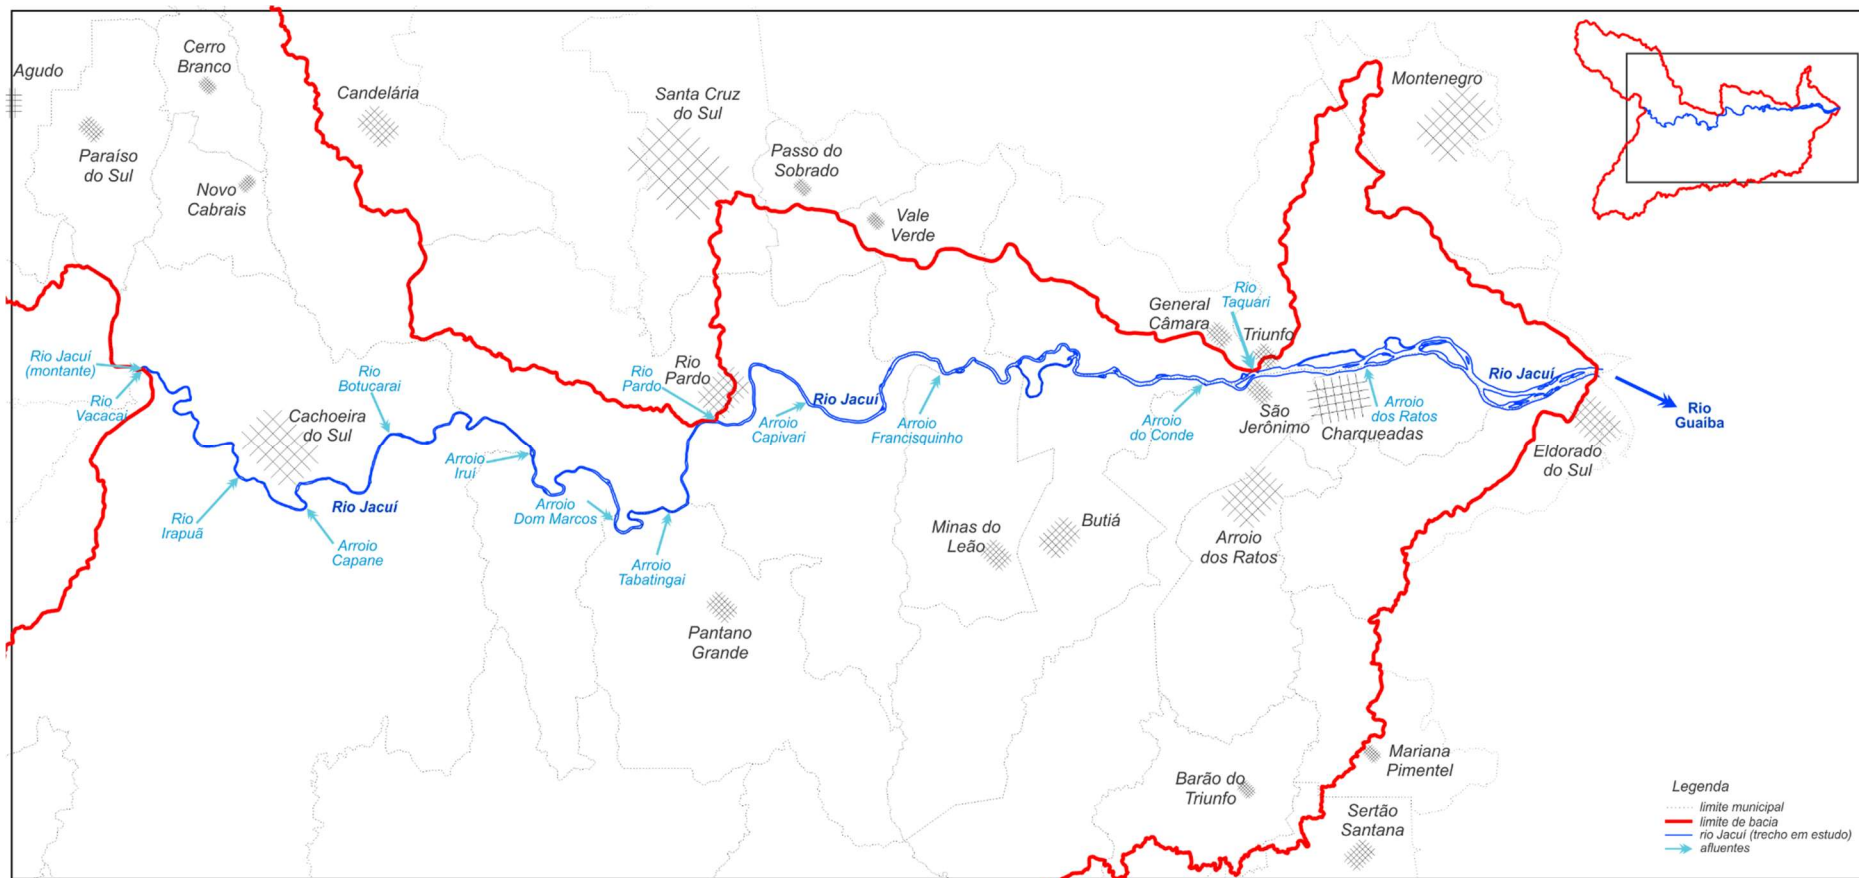 Agudo
Cerro
Branco
Candelária
Santa Cruz
do Sul
Montenegro
Paraíso
do Sul
Novo
Cabrais
Passo do
Sobrado
Vale
Verde
Rio
Taquari
General
Câmara
Triunfo
Rio Jacuí
(montante)
Rio
Vacacaí
Rio
Botucarai
Rio
Pardo
Rio
Pardo
Rio Jacuí
Arroio
Capivari
Arroio
Francisquinho
Arroio
do Conde
São
Jerônimo
Charqueadas
Arroio
dos Ratos
Rio Jacuí
Rio
Guaiba
Cachoeira
do Sul
Arroio
Iruí
Eldorado
do Sul
Rio
Irapuã
Rio Jacuí
Arroio
Capane
Arroio
Dom Marcos
Arroio
Tabatingai
Minas do
Leão
Butiá
Arroio
dos Ratos
Pantano
Grande
Barão do
Triunfo
Mariana
Pimentel
Sertão
Santana
Legenda
limite municipal
limite de bacia
rio Jacuí (trecho em estudo)
afluentes